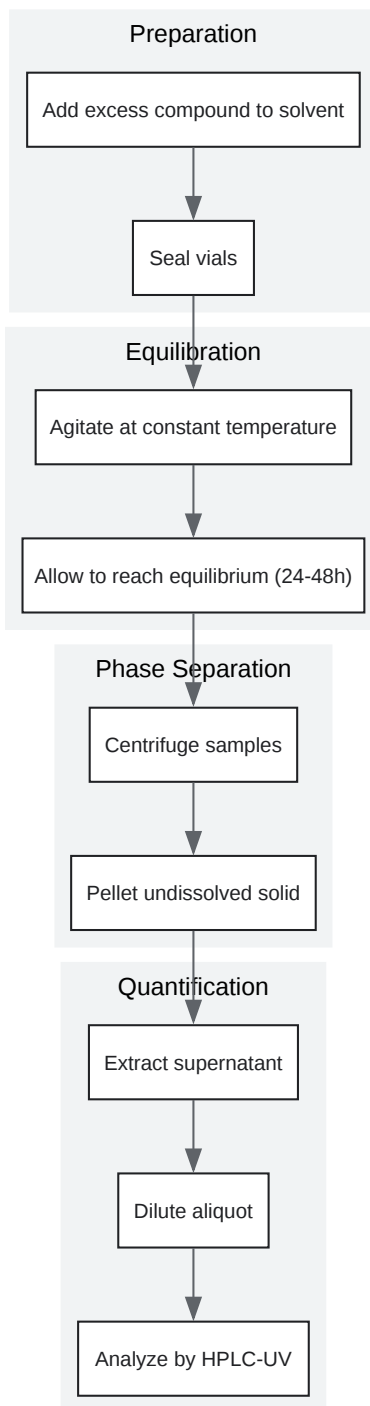 Preparation
Add excess compound to solvent
Seal vials
Equilibration
Agitate at constant temperature
Allow to reach equilibrium (24-48h)
Phase Separation
Centrifuge samples
Pellet undissolved solid
Quantification
Extract supernatant
Dilute aliquot
Analyze by HPLC-UV